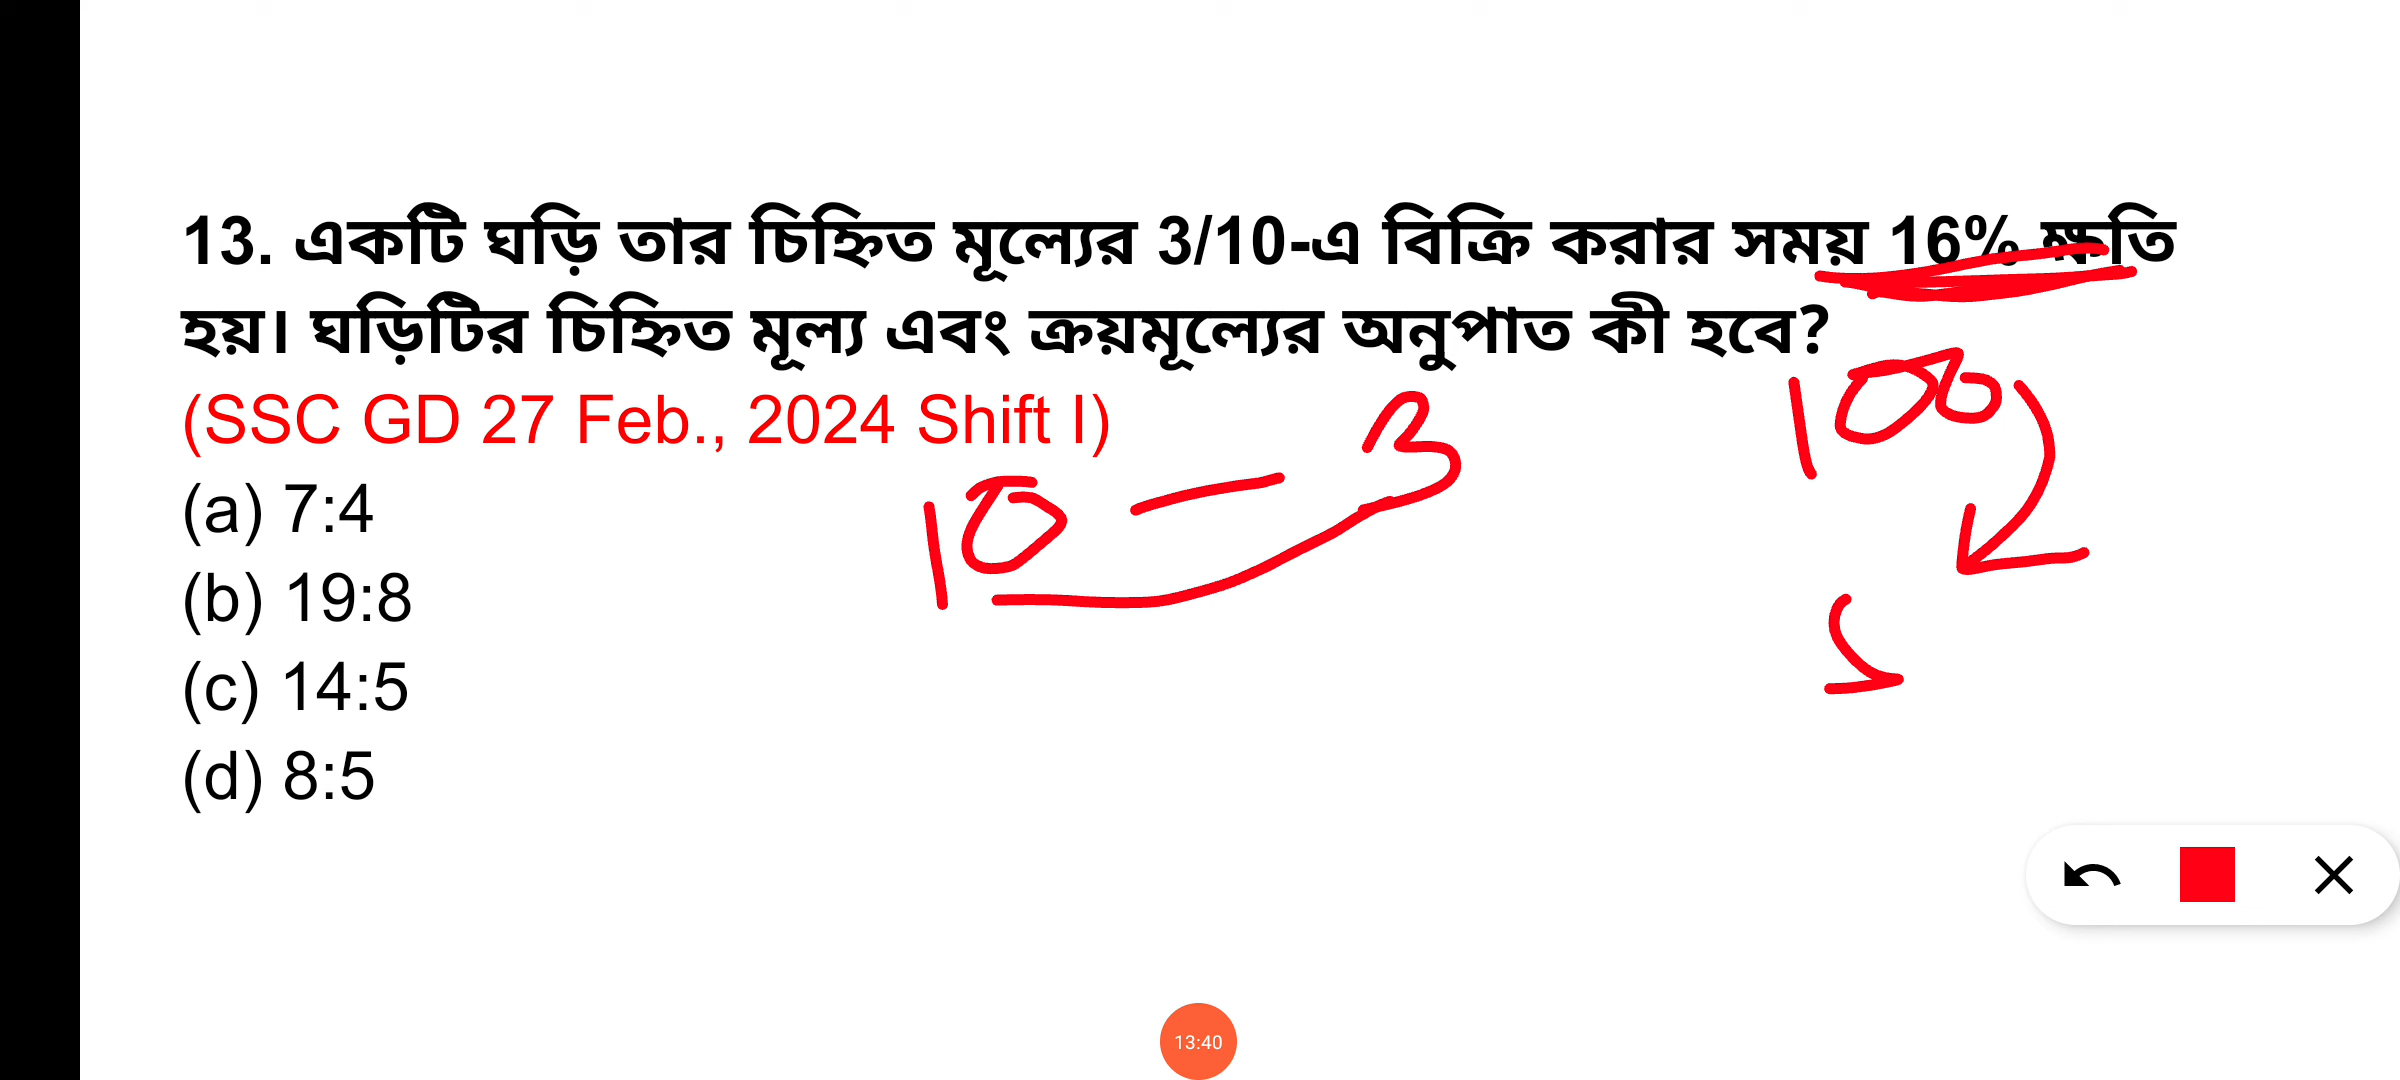 13. একটি ঘড়ি তার চিহ্নিত মূল্যের 3/10-এ বিক্রি করার সময় 16% ক্ষতি
হয়। ঘড়িটির চিহ্নিত মূল্য এবং ক্রয়মূল্যের অনুপাত কী হবে?
(SSC GD 27 Feb., 2024 Shift I)
100
10 — 3
(a) 7:4
(b) 19:8
(c) 14:5
(d) 8:5
13:40